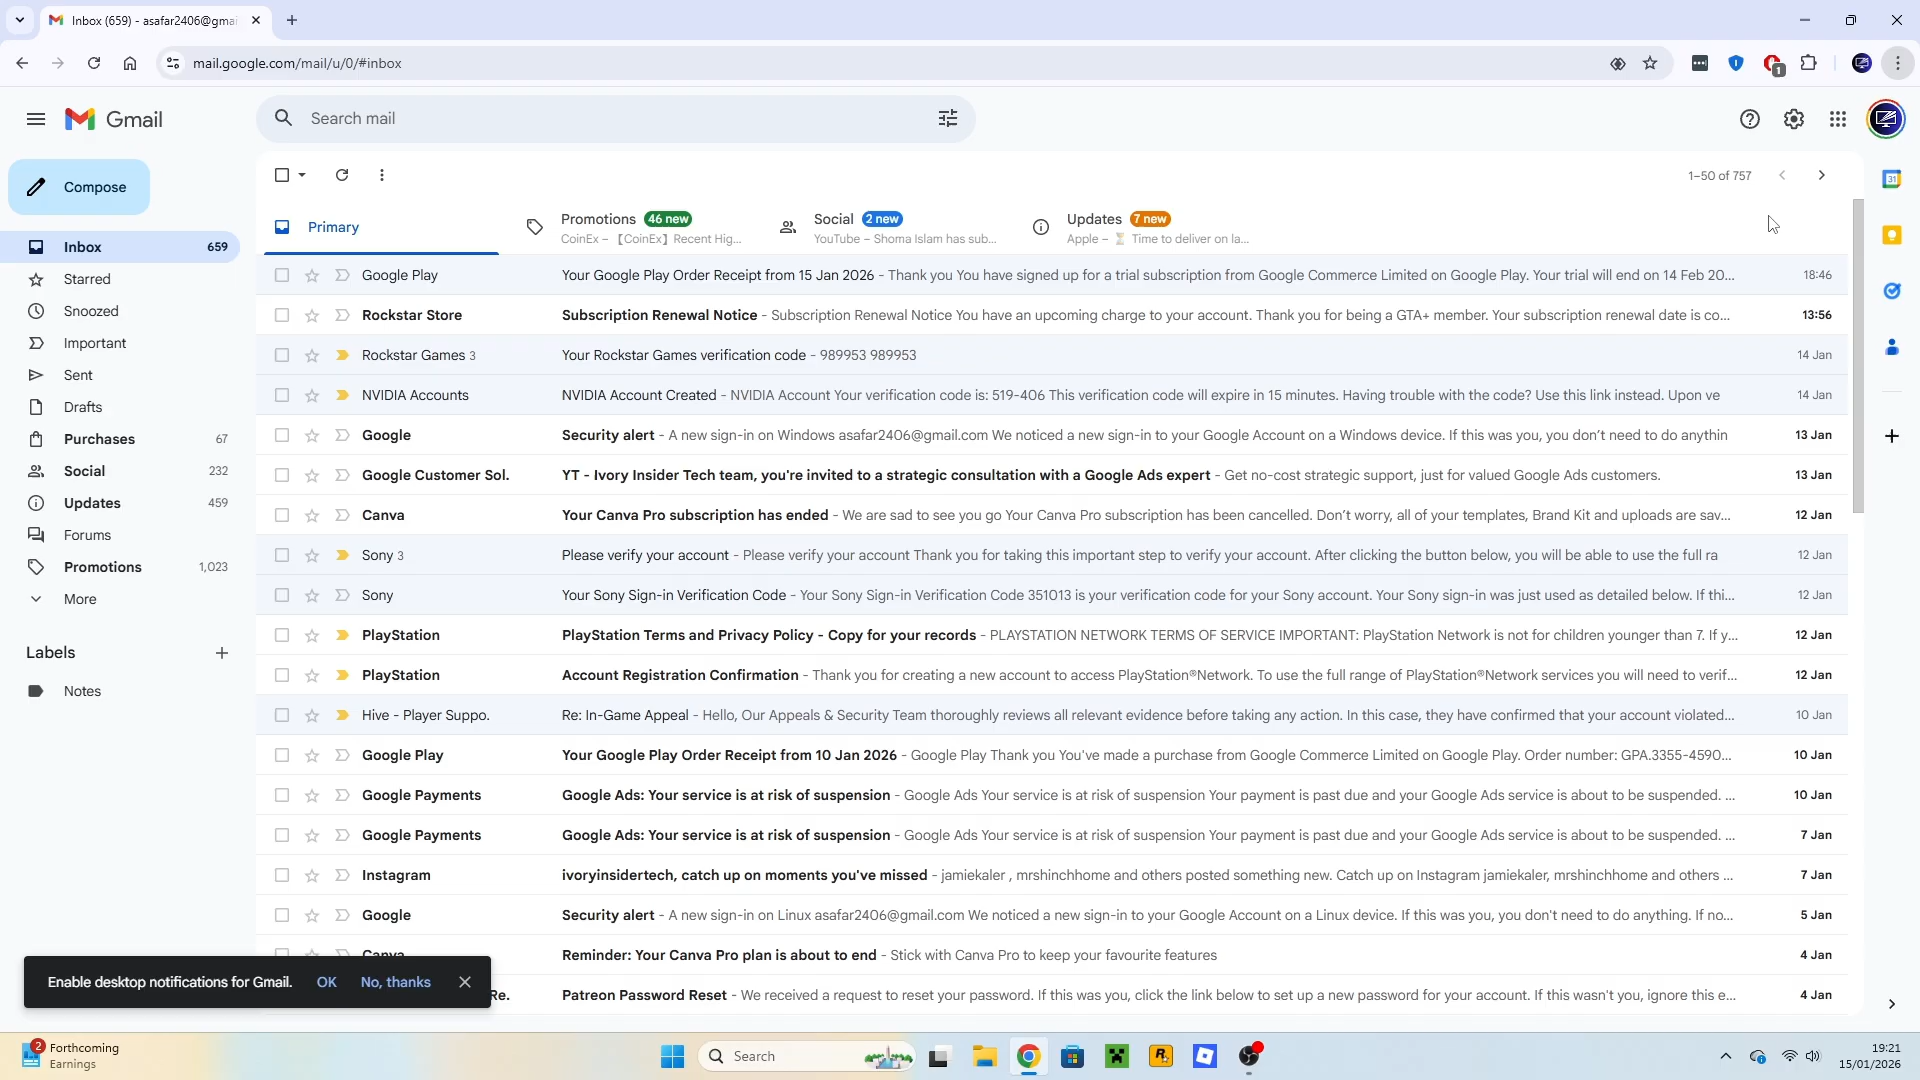 Inbox (659) - asafar2406@gmai
mail.google.com/mail/u/0/#inbox
1
Gmail
Search mail
Compose
1–50 of 757
Primary
Promotions 46 new
CoinEx – 【CoinEx】Recent Hig...
Social 2 new
YouTube – Shoma Islam has sub...
Updates 7 new
Apple – ⏳ Time to deliver on la...
31
Inbox 659
Starred
Snoozed
Important
Sent
Drafts
Purchases 67
Social 232
Updates 459
Forums
Promotions 1,023
More
Labels
Notes
Google Play Your Google Play Order Receipt from 15 Jan 2026 - Thank you You have signed up for a trial subscription from Google Commerce Limited on Google Play. Your trial will end on 14 Feb 20... 18:46
Rockstar Store Subscription Renewal Notice - Subscription Renewal Notice You have an upcoming charge to your account. Thank you for being a GTA+ member. Your subscription renewal date is co... 13:56
Rockstar Games 3 Your Rockstar Games verification code - 989953 989953 14 Jan
NVIDIA Accounts NVIDIA Account Created - NVIDIA Account Your verification code is: 519-406 This verification code will expire in 15 minutes. Having trouble with the code? Use this link instead. Upon ve 14 Jan
Google Security alert - A new sign-in on Windows asafar2406@gmail.com We noticed a new sign-in to your Google Account on a Windows device. If this was you, you don't need to do anythin 13 Jan
Google Customer Sol. YT - Ivory Insider Tech team, you're invited to a strategic consultation with a Google Ads expert - Get no-cost strategic support, just for valued Google Ads customers. 13 Jan
Canva Your Canva Pro subscription has ended - We are sad to see you go Your Canva Pro subscription has been cancelled. Don't worry, all of your templates, Brand Kit and uploads are sav... 12 Jan
Sony 3 Please verify your account - Please verify your account Thank you for taking this important step to verify your account. After clicking the button below, you will be able to use the full ra 12 Jan
Sony Your Sony Sign-in Verification Code - Your Sony Sign-in Verification Code 351013 is your verification code for your Sony account. Your Sony sign-in was just used as detailed below. If thi... 12 Jan
PlayStation PlayStation Terms and Privacy Policy - Copy for your records - PLAYSTATION NETWORK TERMS OF SERVICE IMPORTANT: PlayStation Network is not for children younger than 7. If y... 12 Jan
PlayStation Account Registration Confirmation - Thank you for creating a new account to access PlayStation®Network. To use the full range of PlayStation®Network services you will need to verif... 12 Jan
Hive - Player Suppo. Re: In-Game Appeal - Hello, Our Appeals & Security Team thoroughly reviews all relevant evidence before taking any action. In this case, they have confirmed that your account violated... 10 Jan
Google Play Your Google Play Order Receipt from 10 Jan 2026 - Google Play Thank you You've made a purchase from Google Commerce Limited on Google Play. Order number: GPA.3355-4590... 10 Jan
Google Payments Google Ads: Your service is at risk of suspension - Google Ads Your service is at risk of suspension Your payment is past due and your Google Ads service is about to be suspended. ... 10 Jan
Google Payments Google Ads: Your service is at risk of suspension - Google Ads Your service is at risk of suspension Your payment is past due and your Google Ads service is about to be suspended. ... 7 Jan
Instagram ivoryinsidertech, catch up on moments you've missed - jamiekaler , mrshinchhome and others posted something new. Catch up on Instagram jamiekaler, mrshinchhome and others ... 7 Jan
Google Security alert - A new sign-in on Linux asafar2406@gmail.com We noticed a new sign-in to your Google Account on a Linux device. If this was you, you don't need to do anything. If no... 5 Jan
Canva Reminder: Your Canva Pro plan is about to end - Stick with Canva Pro to keep your favourite features 4 Jan
Re. Patreon Password Reset - We received a request to reset your password. If this was you, click the link below to set up a new password for your account. If this wasn't you, ignore this e... 4 Jan
Enable desktop notifications for Gmail. OK No, thanks
2
Forthcoming
Earnings
Search
19:21
15/01/2026